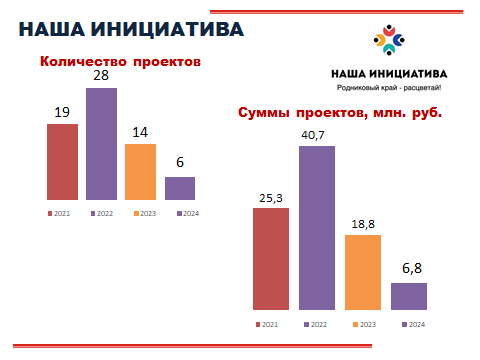 НАША ИНИЦИАТИВА
Количество проектов
28
19
14
6
2021 2022 2023 2024
НАША ИНИЦИАТИВА
Родниковый край - расцветай!
Суммы проектов, млн. руб.
40,7
25,3
18,8
6,8
2021 2022 2023 2024